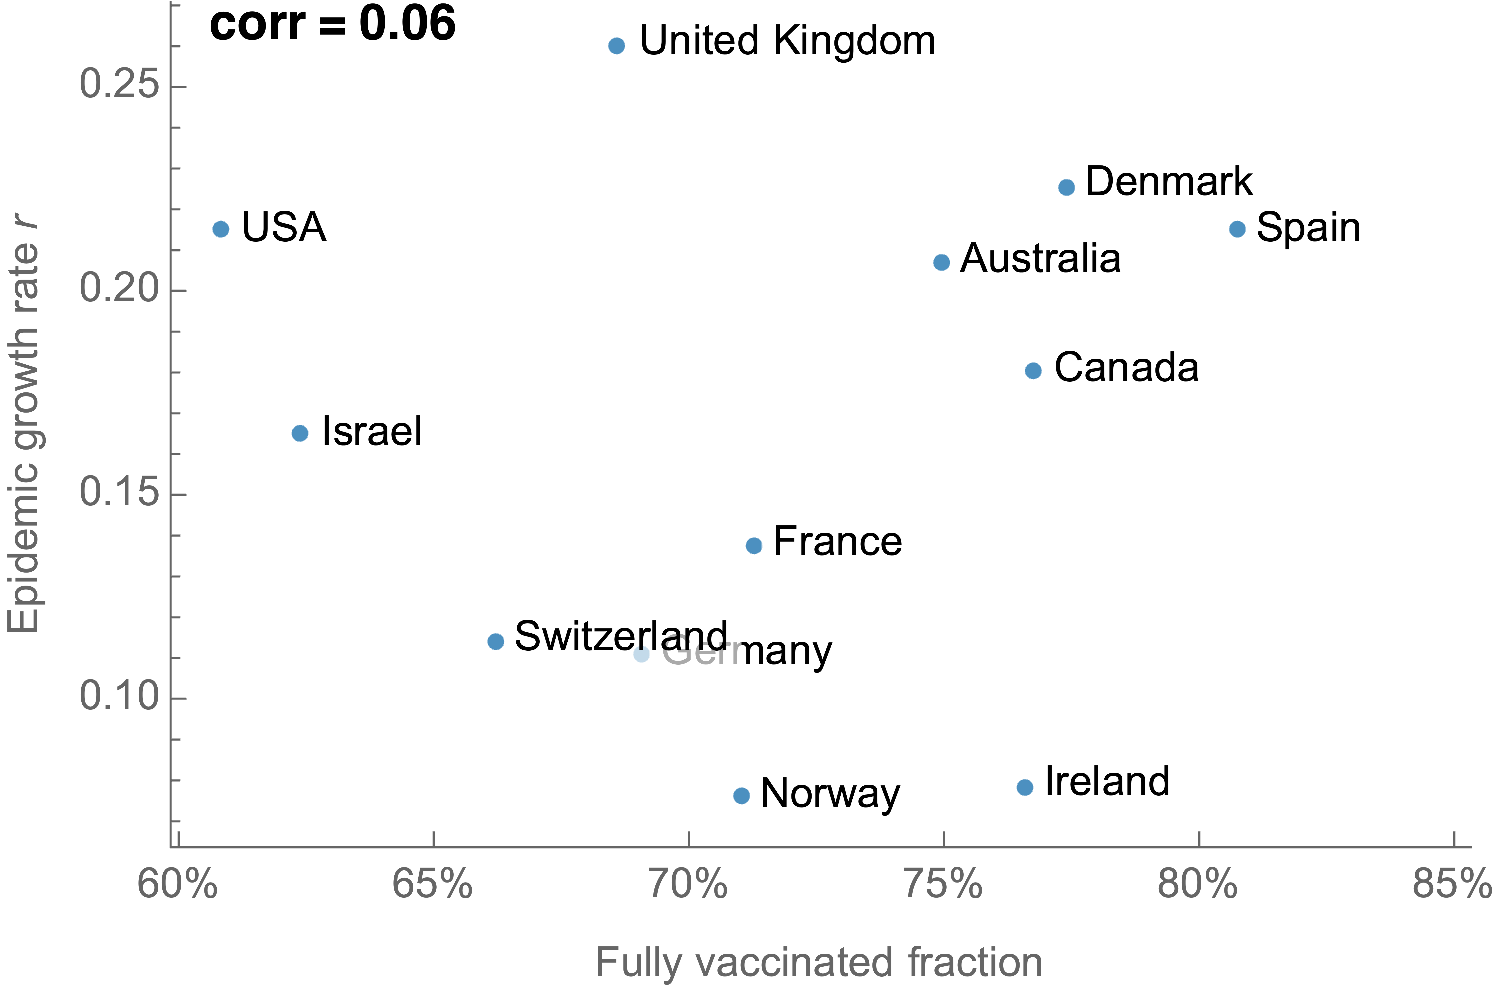 corr = 0.06
United Kingdom
0.25
Denmark
USA
Spain
Australia
0.20
Canada
Israel
0.15
France
Switzerland
Germany
0.10
Norway
Ireland
Epidemic growth rate r
60% 65% 70% 75% 80% 85%
Fully vaccinated fraction